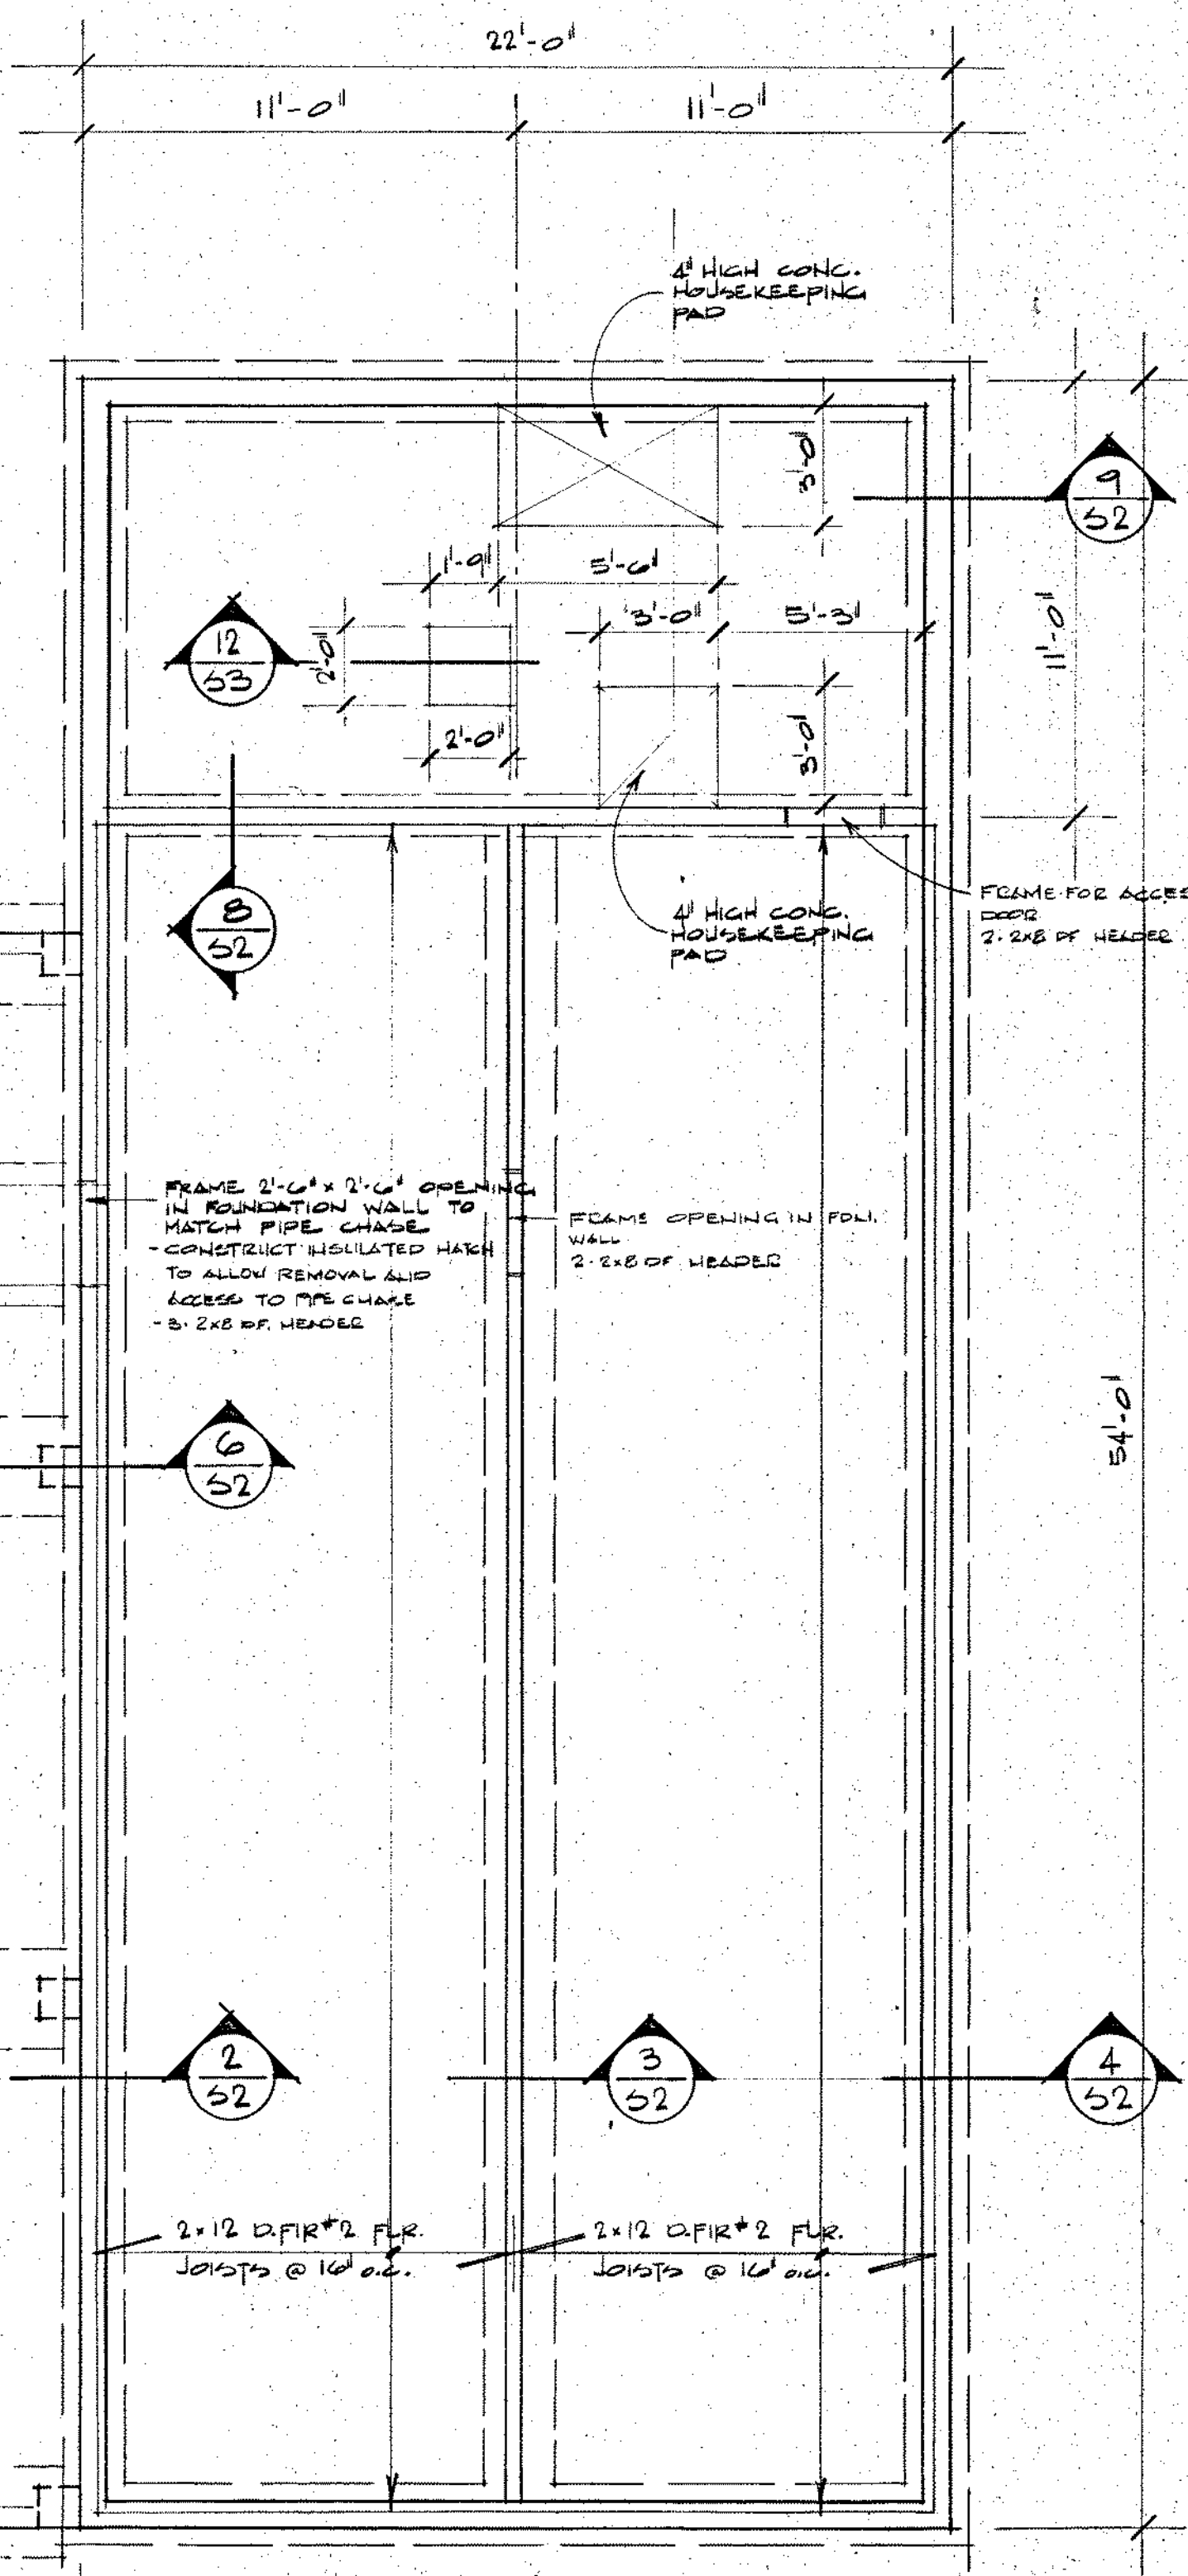 22'-0"
11'-0"
11'-0"
4" HIGH CONC.
HOUSEKEEPING
PAD
3'-0"
9
S2
1'-9"
5'-6"
3'-0"
5'-3"
11'-0"
12
S3
2'-0"
2'-0"
3'-0"
8
S2
4" HIGH CONC.
HOUSEKEEPING
PAD
FRAME FOR ACCES
DOOR
2-2x8 DF HEADER
FRAME 2'-6" x 2'-6" OPENING
IN FOUNDATION WALL TO
MATCH PIPE CHASE
- CONSTRUCT INSULATED HATCH
TO ALLOW REMOVAL AND
ACCESS TO PIPE CHASE
- 3-2x8 DF. HEADER
FRAME OPENING IN FDN.
WALL
2-2x8 DF HEADER
54'-0"
6
S2
2
S2
3
S2
4
S2
2x12 D.FIR #2 FLR.
JOISTS @ 16" o.c.
2x12 D.FIR #2 FLR.
JOISTS @ 16" o.c.